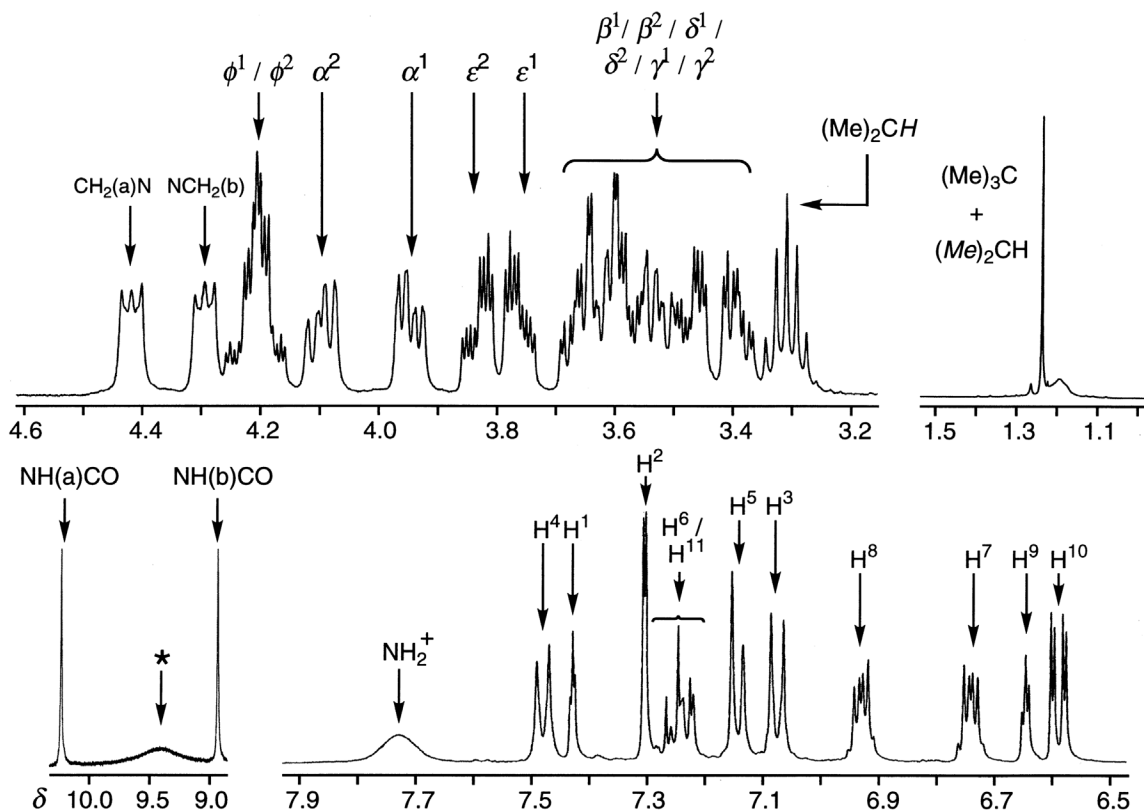 β¹/ β² / δ¹ /
δ² / γ¹ / γ²
ϕ¹ / ϕ² α² α¹ ε² ε¹
(Me)₂CH
CH₂(a)N NCH₂(b)
(Me)₃C
+
(Me)₂CH
4.6 4.4 4.2 4.0 3.8 3.6 3.4 3.2 1.5 1.3 1.1
NH(a)CO NH(b)CO
H²
H⁴ H¹ H⁶ /
H¹¹
H⁵ H³
H⁸ H⁷ H⁹ H¹⁰
*
NH₂⁺
δ 10.0 9.5 9.0 7.9 7.7 7.5 7.3 7.1 6.9 6.7 6.5